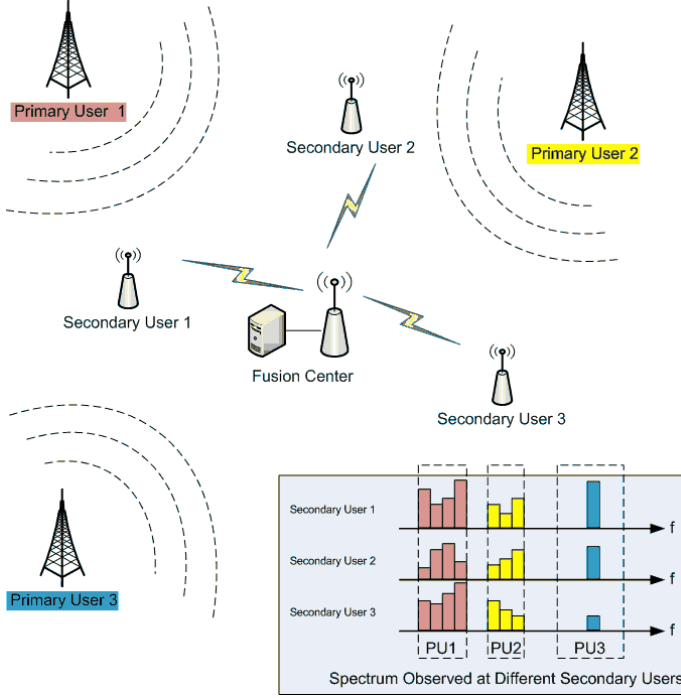 Primary User 1
Secondary User 2
Primary User 2
Secondary User 1
Fusion Center
Secondary User 3
Primary User 3
Secondary User 1
f
Secondary User 2
f
Secondary User 3
f
PU1 PU2 PU3
Spectrum Observed at Different Secondary Users